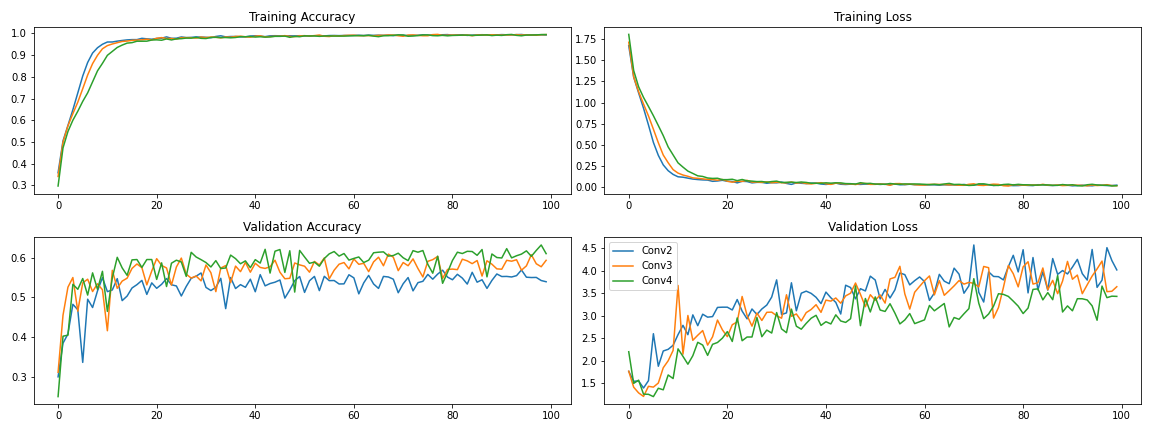 Training Accuracy
1.0
0.9
0.8
0.7
0.6
0.5
0.4
0.3
0 20 40 60 80 100
Training Loss
1.75
1.50
1.25
1.00
0.75
0.50
0.25
0.00
0 20 40 60 80 100
Validation Accuracy
0.6
0.5
0.4
0.3
0 20 40 60 80 100
Validation Loss
4.5
4.0
3.5
3.0
2.5
2.0
1.5
Conv2
Conv3
Conv4
0 20 40 60 80 100